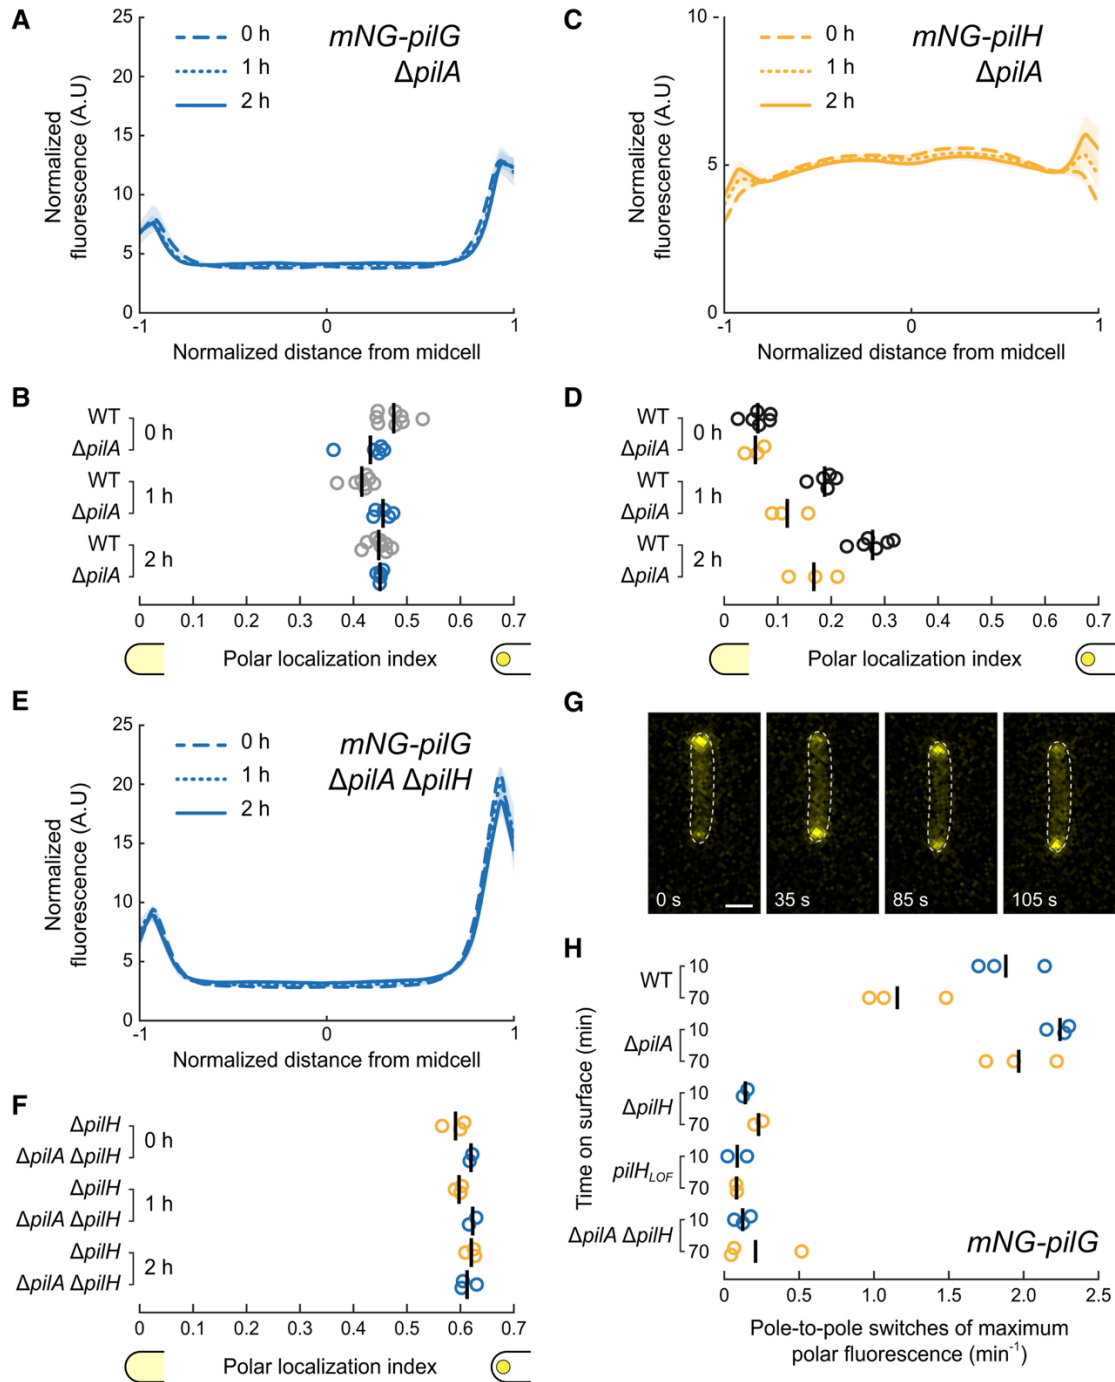 A
25
20
15
10
5
0
Normalized
fluorescence (A.U)
0 h
1 h
2 h
mNG-pilG
ΔpilA
-1
0
1
Normalized distance from midcell
C
10
5
0
Normalized
fluorescence (A.U)
0 h
1 h
2 h
mNG-pilH
ΔpilA
-1
0
1
Normalized distance from midcell
B
WT
ΔpilA
0 h
WT
ΔpilA
1 h
WT
ΔpilA
2 h
0 0.1 0.2 0.3 0.4 0.5 0.6 0.7
Polar localization index
D
WT
ΔpilA
0 h
WT
ΔpilA
1 h
WT
ΔpilA
2 h
0 0.1 0.2 0.3 0.4 0.5 0.6 0.7
Polar localization index
E
25
20
15
10
5
0
Normalized
fluorescence (A.U)
0 h
1 h
2 h
mNG-pilG
ΔpilA ΔpilH
-1
0
1
Normalized distance from midcell
G
0 s
35 s
85 s
105 s
F
ΔpilH
ΔpilA ΔpilH
0 h
ΔpilH
ΔpilA ΔpilH
1 h
ΔpilH
ΔpilA ΔpilH
2 h
0 0.1 0.2 0.3 0.4 0.5 0.6 0.7
Polar localization index
H
Time on surface (min)
WT
10
70
ΔpilA
10
70
ΔpilH
10
70
pilH_LOF
10
70
ΔpilA ΔpilH
10
70
mNG-pilG
0 0.5 1.0 1.5 2.0 2.5
Pole-to-pole switches of maximum
polar fluorescence (min⁻¹)